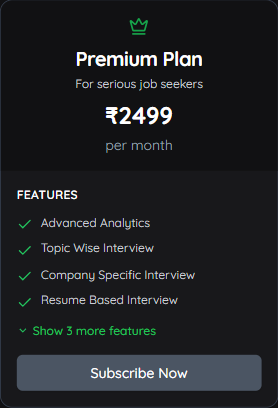 Premium Plan
For serious job seekers
₹2499
per month
FEATURES
Advanced Analytics
Topic Wise Interview
Company Specific Interview
Resume Based Interview
Show 3 more features
Subscribe Now